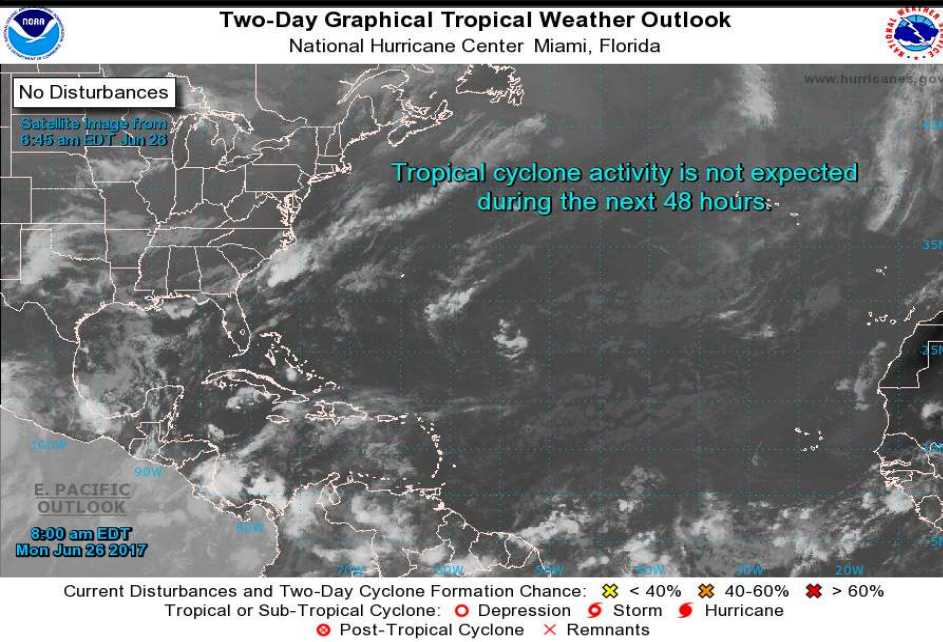 Two-Day Graphical Tropical Weather Outlook
National Hurricane Center Miami, Florida
NOAA
www.hurricanes.gov
No Disturbances
Satellite Image from
6:45 am EDT Jun 26
Tropical cyclone activity is not expected
during the next 48 hours.
35N
25N
100W
90W
E. PACIFIC
OUTLOOK
80W
8:00 am EDT
Mon Jun 26 2017
5N
70W
60W
30W
20W
Current Disturbances and Two-Day Cyclone Formation Chance: < 40% 40-60% > 60%
Tropical or Sub-Tropical Cyclone: Depression Storm Hurricane
Post-Tropical Cyclone Remnants